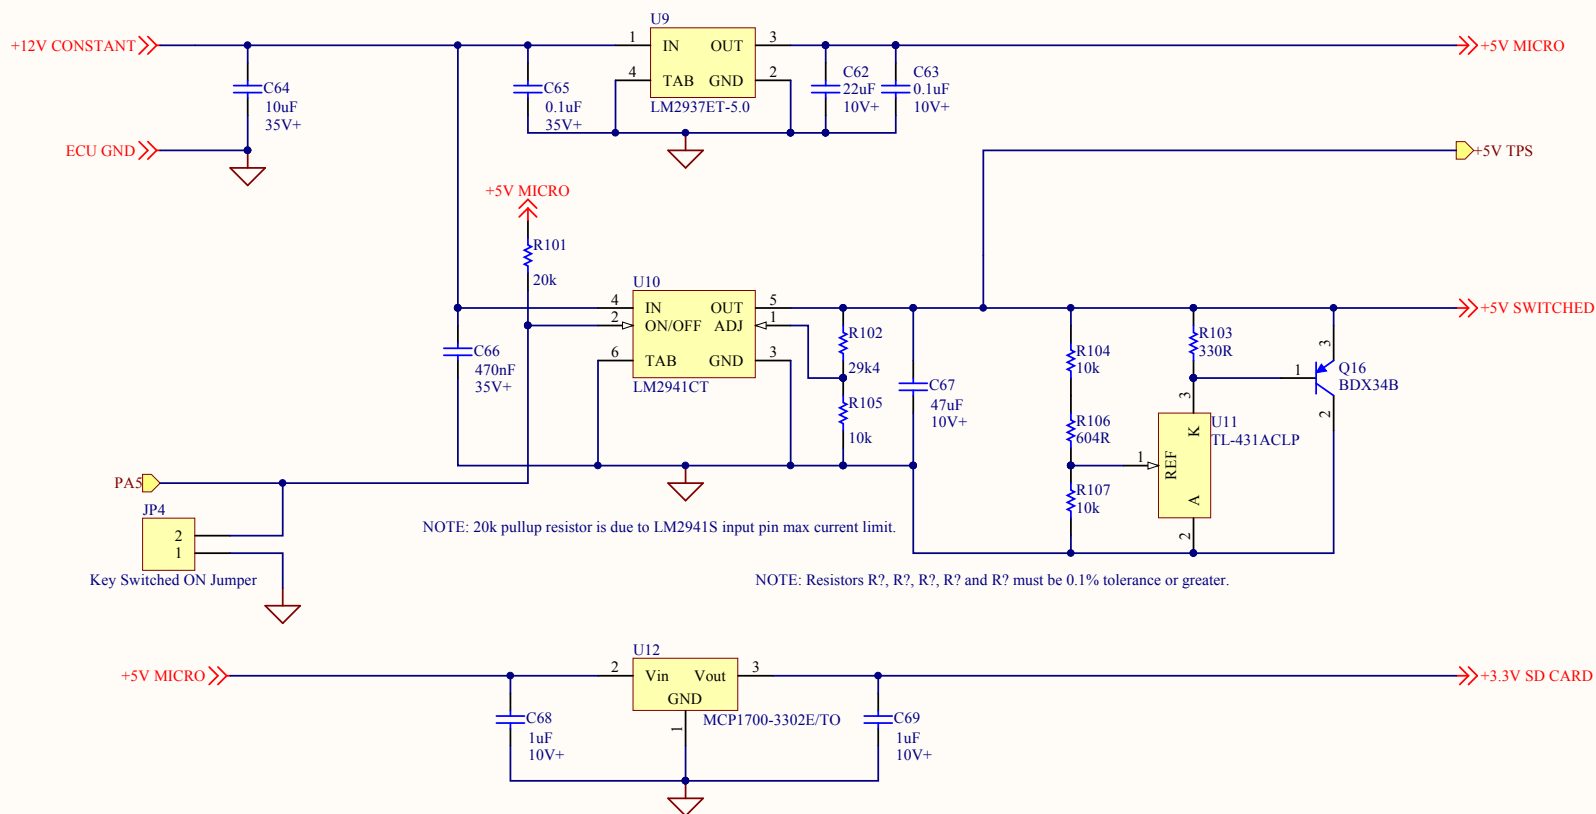 U9
+12V CONSTANT
1
IN
OUT
3
+5V MICRO
4
TAB
GND
2
LM2937ET-5.0
C64
10uF
35V+
C65
0.1uF
35V+
C62
22uF
10V+
C63
0.1uF
10V+
ECU GND
+5V TPS
+5V MICRO
R101
20k
U10
4
IN
OUT
5
2
ON/OFF
ADJ
1
6
TAB
GND
3
LM2941CT
+5V SWITCHED
C66
470nF
35V+
R102
29k4
R105
10k
C67
47uF
10V+
R104
10k
R106
604R
R107
10k
R103
330R
3
1
Q16
BDX34B
2
3
K
U11
TL-431ACLP
1
REF
A
2
PA5
JP4
2
1
Key Switched ON Jumper
NOTE: 20k pullup resistor is due to LM2941S input pin max current limit.
NOTE: Resistors R?, R?, R?, R? and R? must be 0.1% tolerance or greater.
U12
+5V MICRO
2
Vin
Vout
3
+3.3V SD CARD
GND
1
MCP1700-3302E/TO
C68
1uF
10V+
C69
1uF
10V+